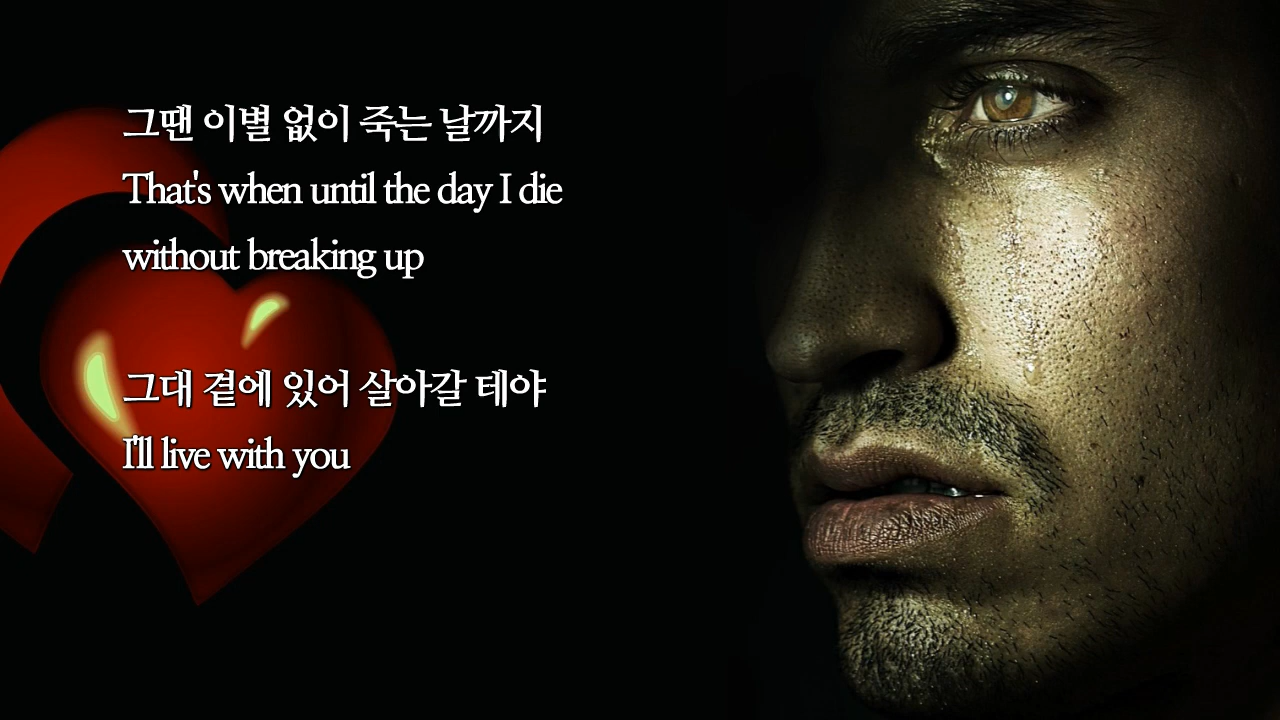 그땐 이별 없이 죽는 날까지
That's when until the day I die
without breaking up
그대 곁에 있어 살아갈 테야
I'll live with you